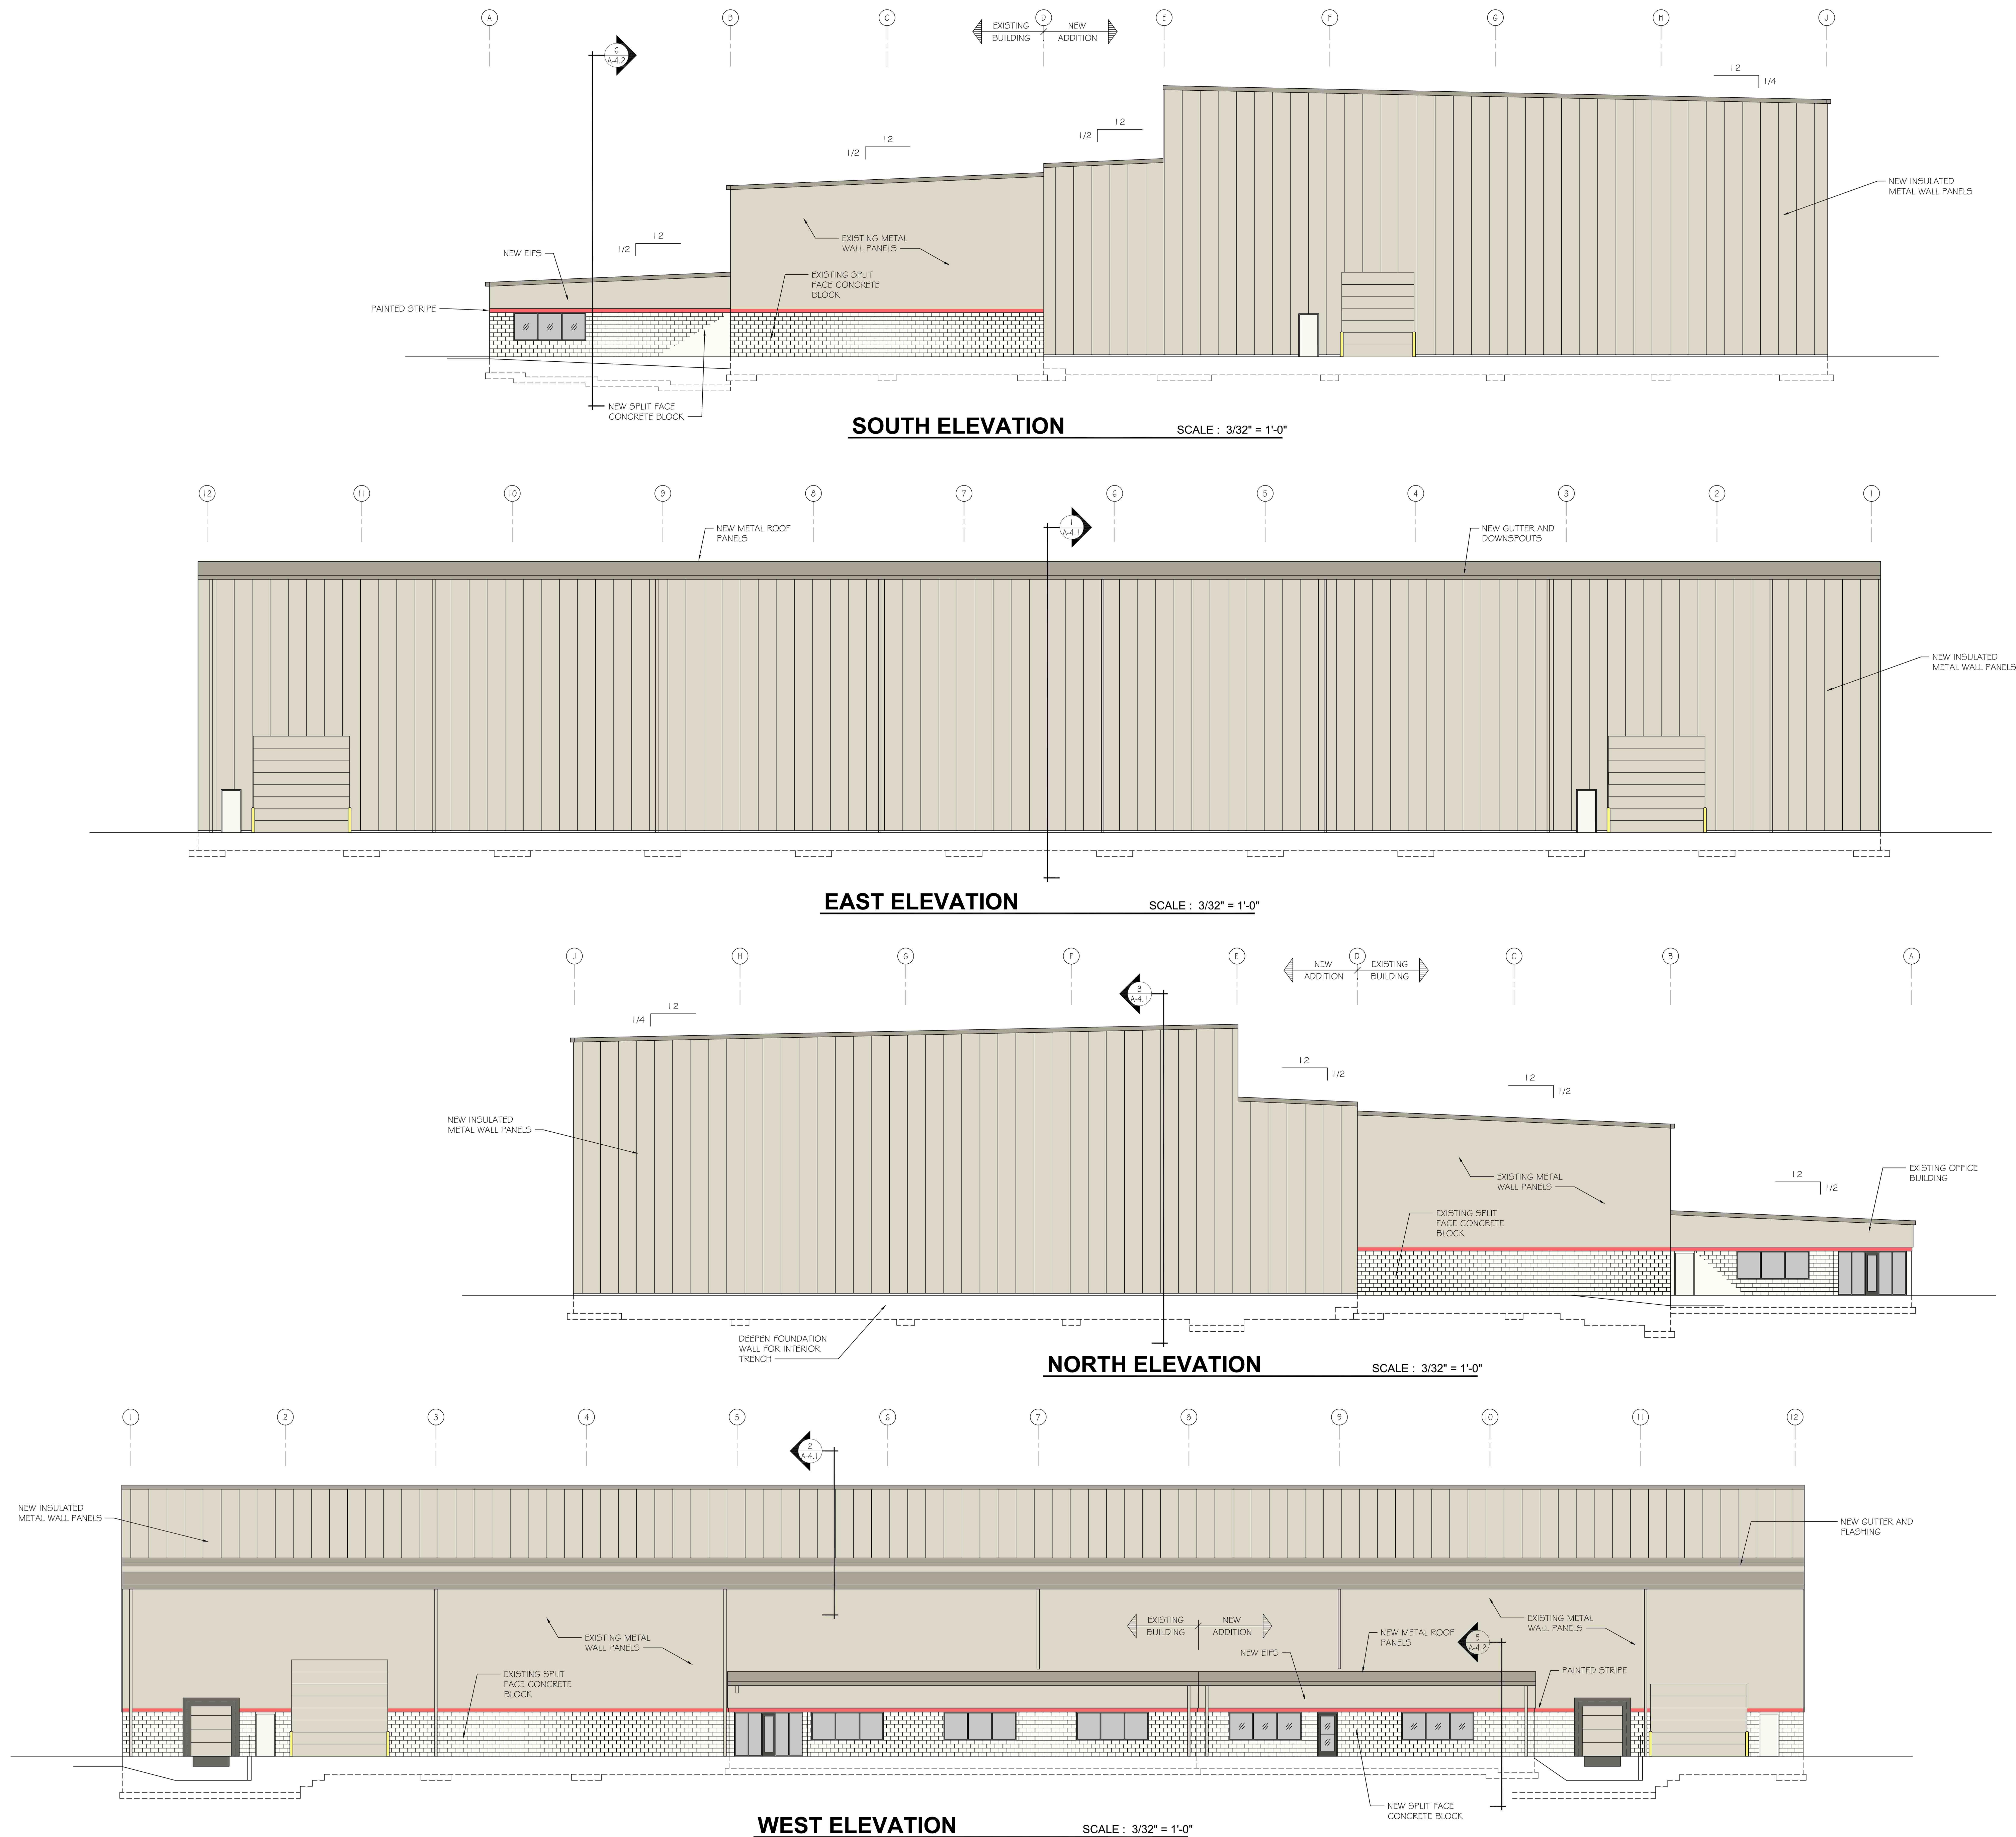 A B C D E F G H J
EXISTING NEW
BUILDING ADDITION
6
A-4.2
12
1/4
12
1/2
12
1/2
NEW INSULATED
METAL WALL PANELS
12
1/2
EXISTING METAL
WALL PANELS
NEW EIFS
EXISTING SPLIT
FACE CONCRETE
BLOCK
PAINTED STRIPE
NEW SPLIT FACE
CONCRETE BLOCK
SOUTH ELEVATION SCALE : 3/32" = 1'-0"
12 11 10 9 8 7 6 5 4 3 2 1
NEW METAL ROOF
PANELS
1
A-4.1
NEW GUTTER AND
DOWNSPOUTS
NEW INSULATED
METAL WALL PANELS
EAST ELEVATION SCALE : 3/32" = 1'-0"
J H G F E D C B A
NEW EXISTING
ADDITION BUILDING
3
A-4.1
12
1/4
12
1/2
12
1/2
NEW INSULATED
METAL WALL PANELS
EXISTING METAL
WALL PANELS
12
1/2
EXISTING OFFICE
BUILDING
EXISTING SPLIT
FACE CONCRETE
BLOCK
DEEPEN FOUNDATION
WALL FOR INTERIOR
TRENCH
NORTH ELEVATION SCALE : 3/32" = 1'-0"
1 2 3 4 5 6 7 8 9 10 11 12
2
A-4.1
NEW INSULATED
METAL WALL PANELS
NEW GUTTER AND
FLASHING
EXISTING METAL
WALL PANELS
EXISTING SPLIT
FACE CONCRETE
BLOCK
EXISTING NEW
BUILDING ADDITION
NEW EIFS
NEW METAL ROOF
PANELS
5
A-4.2
EXISTING METAL
WALL PANELS
PAINTED STRIPE
NEW SPLIT FACE
CONCRETE BLOCK
WEST ELEVATION SCALE : 3/32" = 1'-0"